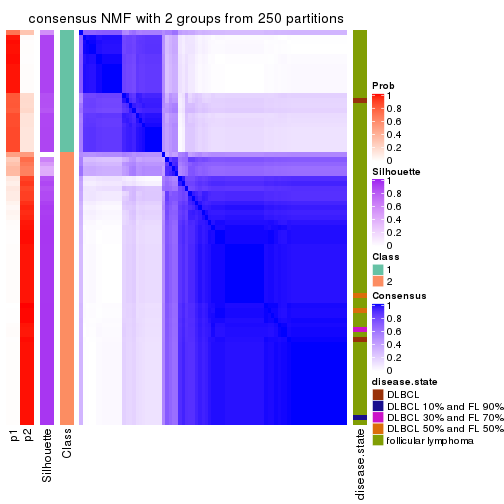 consensus NMF with 2 groups from 250 partitions
Prob
1
0.8
0.6
0.4
0.2
0
Silhouette
1
0.8
0.6
0.4
0.2
0
Class
1
2
Consensus
1
0.8
0.6
0.4
0.2
0
disease.state
DLBCL
DLBCL 10% and FL 90%
DLBCL 30% and FL 70%
DLBCL 50% and FL 50%
follicular lymphoma
p1
p2
Silhouette
Class
disease.state